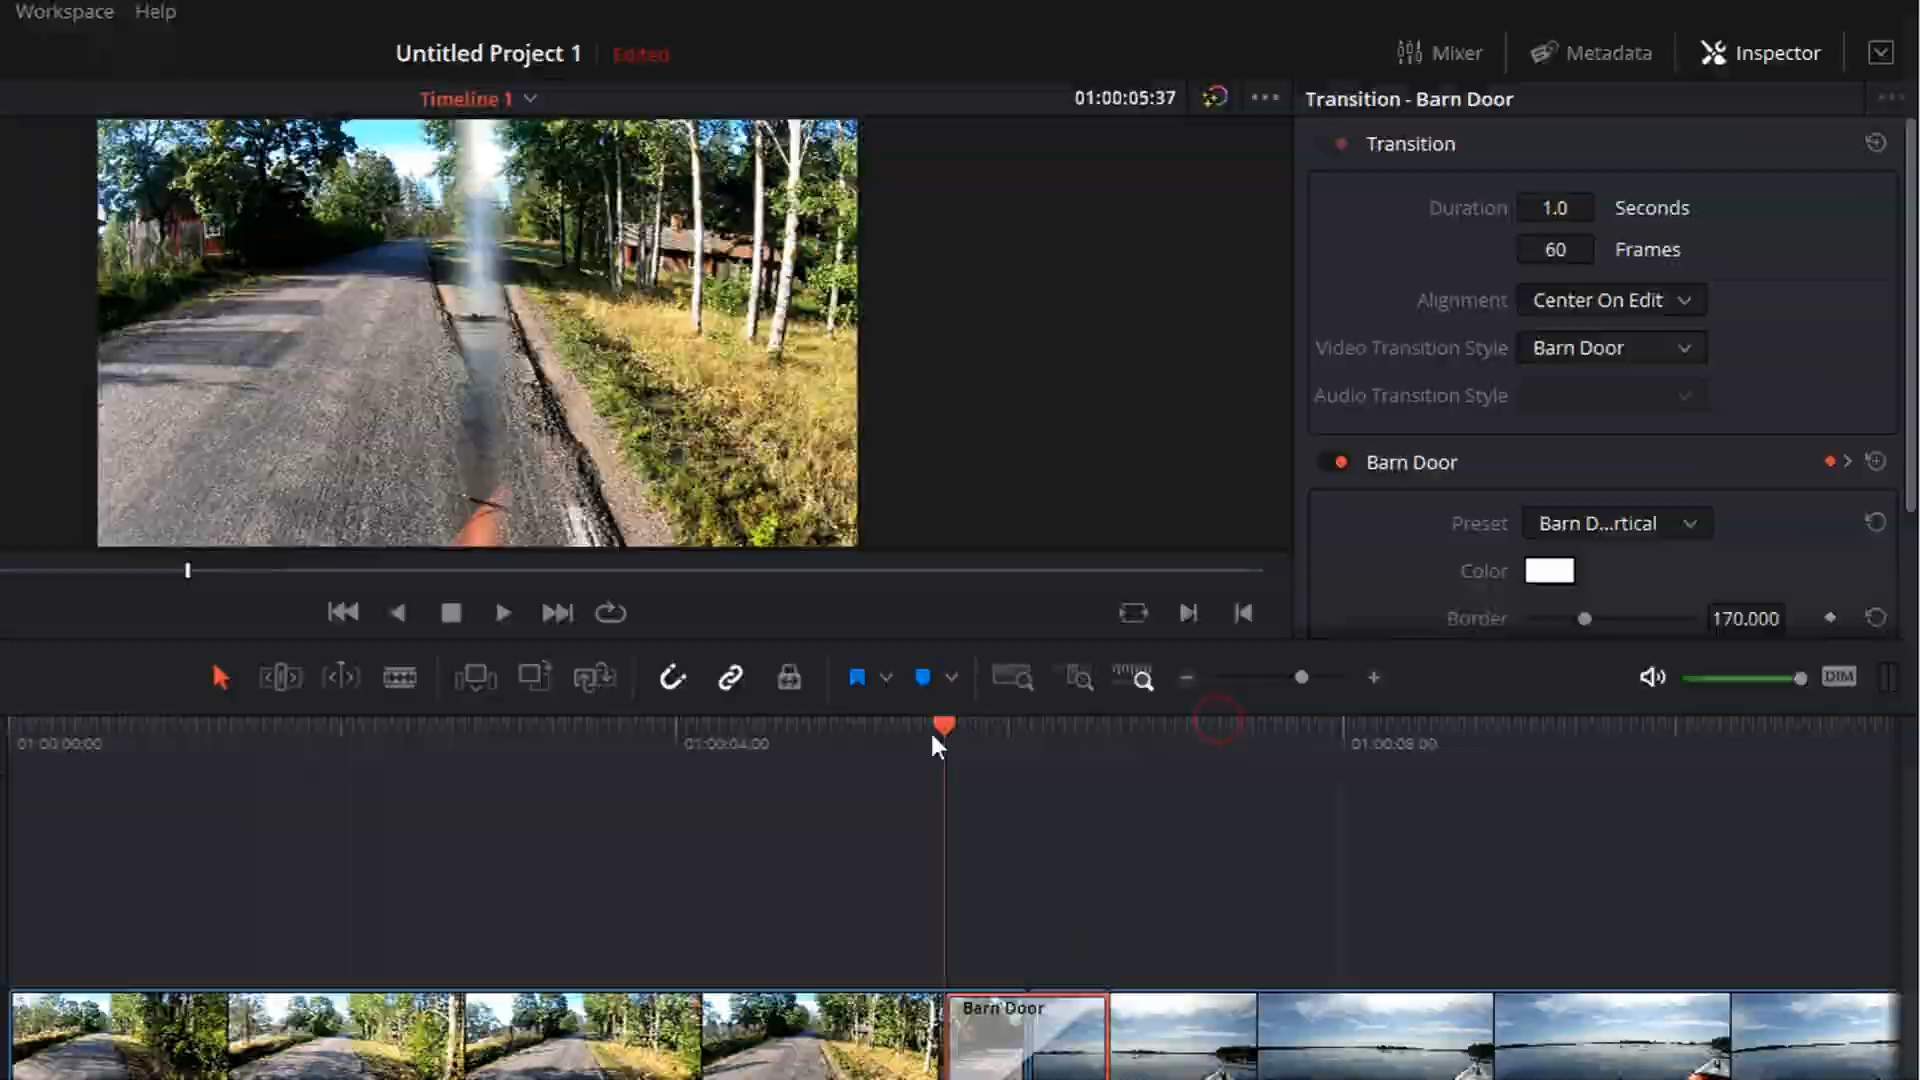 Workspace Help
Untitled Project 1 Edited
Mixer Metadata Inspector
Timeline 1 01:00:05:37
Transition - Barn Door
Transition
Duration 1.0 Seconds
60 Frames
Alignment Center On Edit
Video Transition Style Barn Door
Audio Transition Style
Barn Door
Preset Barn D...rtical
Color
Border 170.000
DIM
01:00:00:00 01:00:04:00 01:00:08:00
Barn Door